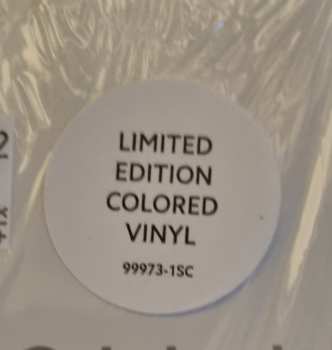 LIMITED
EDITION
COLORED
VINYL
99973-1SC